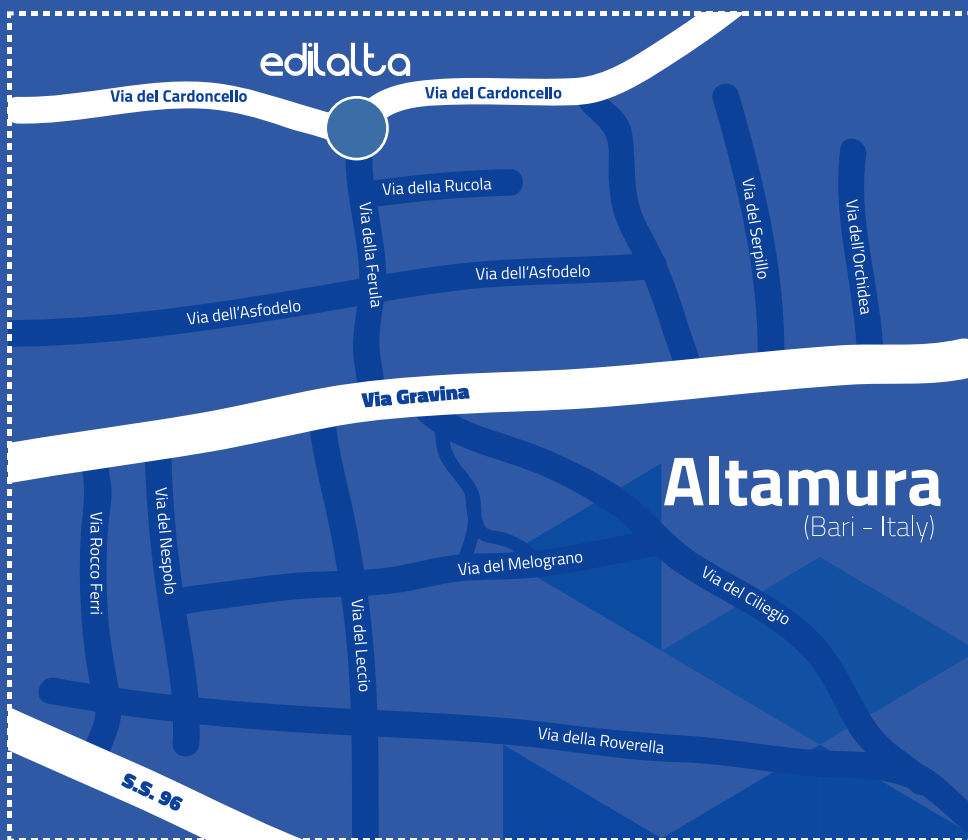 edilalta
Via del Cardoncello
Via del Cardoncello
Via della Rucola
Via della Ferula
Via del Serpillo
Via dell'Orchidea
Via dell'Asfodelo
Via dell'Asfodelo
Via Gravina
Altamura
(Bari - Italy)
Via Rocco Ferri
Via del Nespolo
Via del Melograno
Via del Ciliegio
Via del Leccio
Via della Roverella
S.S. 96